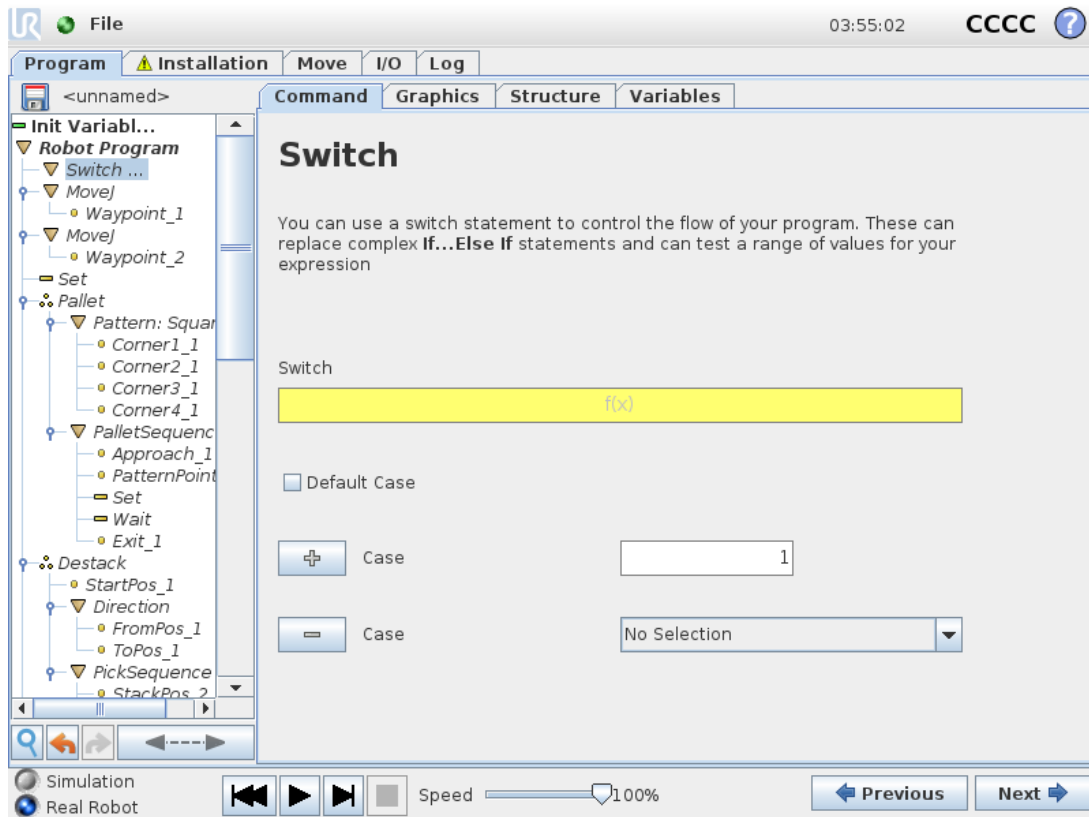 UR File 03:55:02 CCCC ?
Program Installation Move I/O Log
<unnamed> Command Graphics Structure Variables
Init Variabl...
Robot Program
Switch ...
MoveJ
Waypoint_1
MoveJ
Waypoint_2
Set
Pallet
Pattern: Squar
Corner1_1
Corner2_1
Corner3_1
Corner4_1
PalletSequenc
Approach_1
PatternPoint
Set
Wait
Exit_1
Destack
StartPos_1
Direction
FromPos_1
ToPos_1
PickSequence
StackPos_2
Switch
You can use a switch statement to control the flow of your program. These can
replace complex If...Else If statements and can test a range of values for your
expression
Switch
f(x)
Default Case
Case 1
Case No Selection
Simulation
Real Robot
Speed 100%
Previous Next